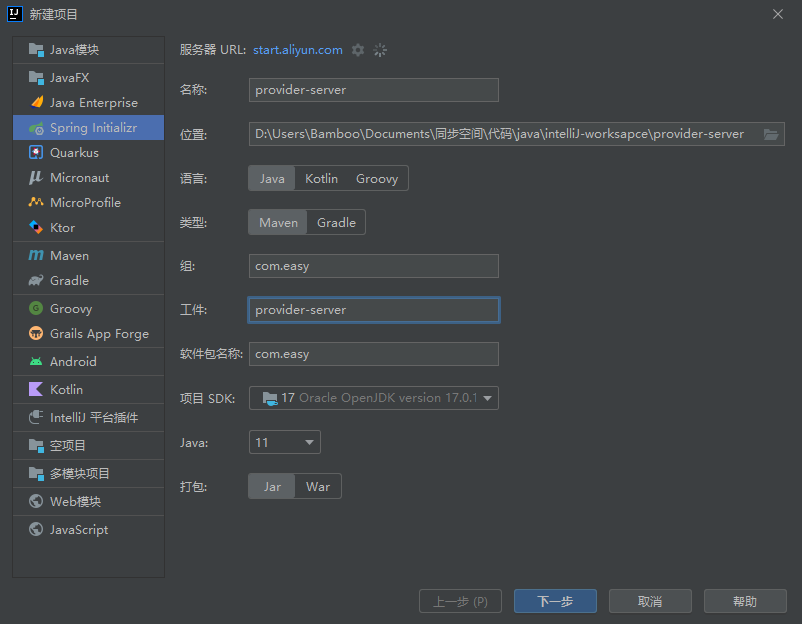 新建项目
Java模块
JavaFX
Java Enterprise
Spring Initializr
Quarkus
Micronaut
MicroProfile
Ktor
Maven
Gradle
Groovy
Grails App Forge
Android
Kotlin
IntelliJ 平台插件
空项目
多模块项目
Web模块
JavaScript
服务器 URL: start.aliyun.com
名称: provider-server
位置: D:\Users\Bamboo\Documents\同步空间\代码\java\intelliJ-worksapce\provider-server
语言: Java Kotlin Groovy
类型: Maven Gradle
组: com.easy
工件: provider-server
软件包名称: com.easy
项目 SDK: 17 Oracle OpenJDK version 17.0.1
Java: 11
打包: Jar War
上一步 (P) 下一步 取消 帮助